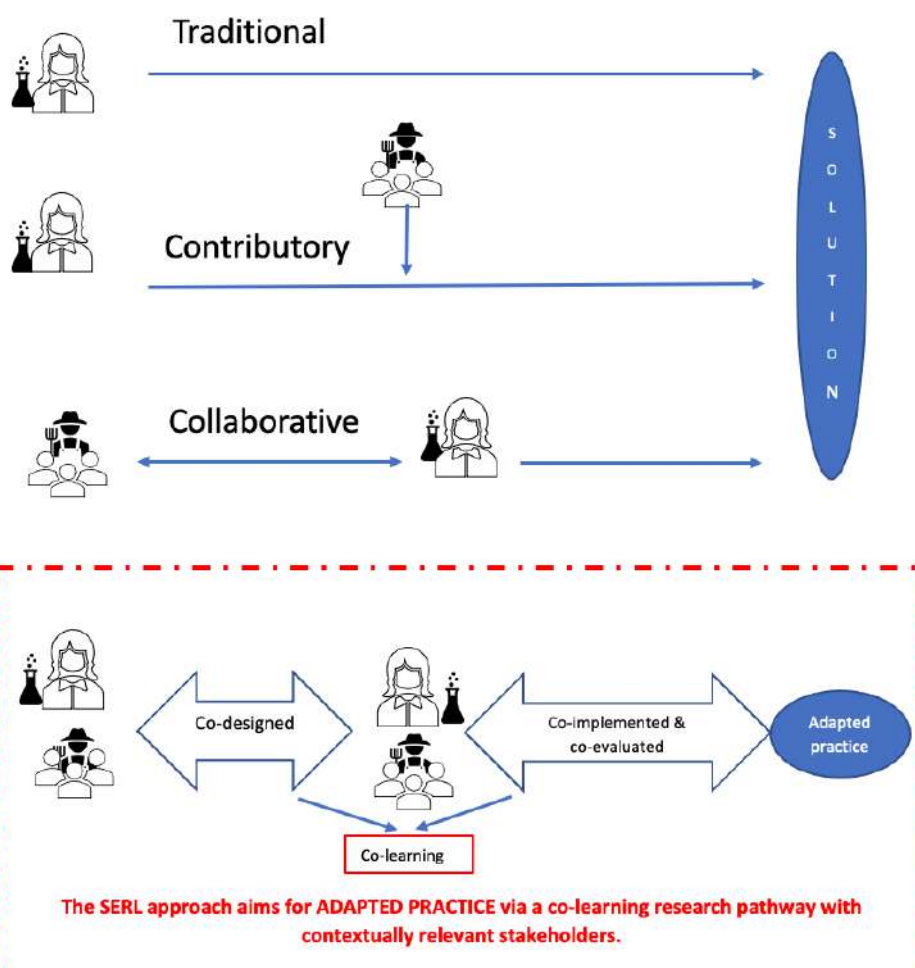 Traditional
SOLUTION
Contributory
Collaborative
Co-designed
Co-implemented &
co-evaluated
Adapted
practice
Co-learning
The SERL approach aims for ADAPTED PRACTICE via a co-learning research pathway with
contextually relevant stakeholders.